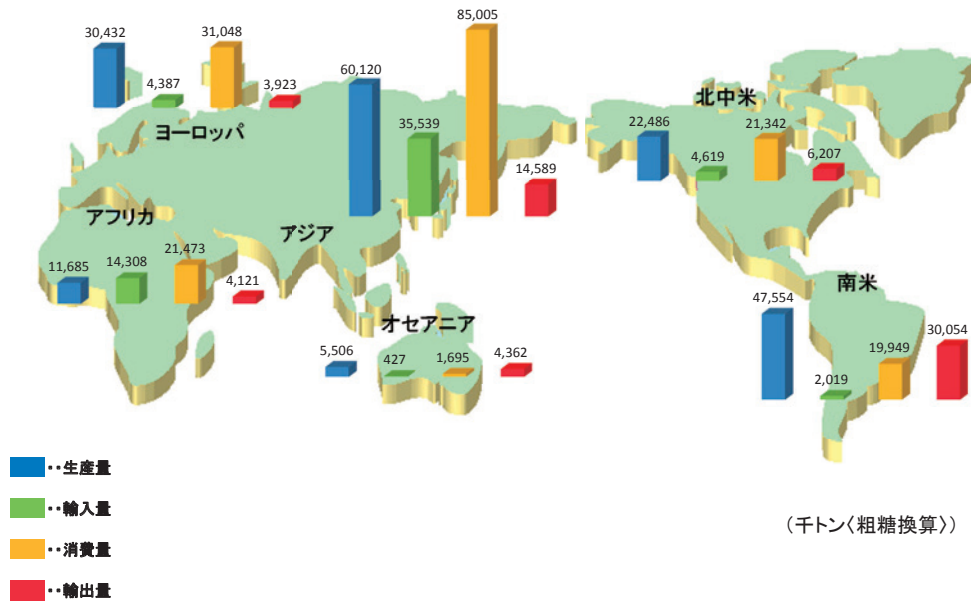 85,005
30,432
31,048
4,387
3,923
60,120
ヨーロッパ
35,539
14,589
北中米
22,486
4,619
21,342
6,207
アフリカ
アジア
11,685
14,308
21,473
4,121
オセアニア
5,506
427
1,695
4,362
南米
47,554
2,019
19,949
30,054
‥生産量
‥輸入量
‥消費量
‥輸出量
(千トン〈粗糖換算〉)